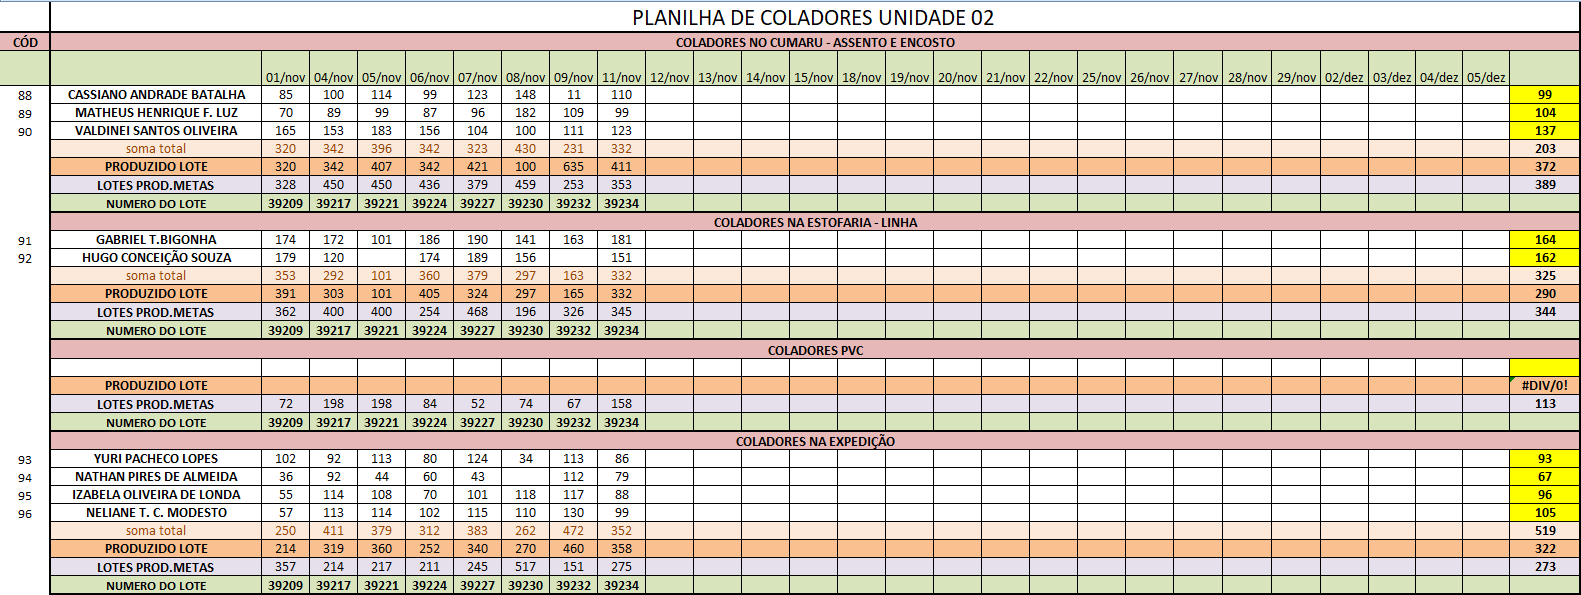 PLANILHA DE COLADORES UNIDADE 02
CÓD COLADORES NO CUMARU - ASSENTO E ENCOSTO
01/nov 04/nov 05/nov 06/nov 07/nov 08/nov 09/nov 11/nov 12/nov 13/nov 14/nov 15/nov 18/nov 19/nov 20/nov 21/nov 22/nov 25/nov 26/nov 27/nov 28/nov 29/nov 02/dez 03/dez 04/dez 05/dez
88 CASSIANO ANDRADE BATALHA 85 100 114 99 123 148 11 110 99
89 MATHEUS HENRIQUE F. LUZ 70 89 99 87 96 182 109 99 104
90 VALDINEI SANTOS OLIVEIRA 165 153 183 156 104 100 111 123 137
soma total 320 342 396 342 323 430 231 332 203
PRODUZIDO LOTE 320 342 407 342 421 100 635 411 372
LOTES PROD.METAS 328 450 450 436 379 459 253 353 389
NUMERO DO LOTE 39209 39217 39221 39224 39227 39230 39232 39234
COLADORES NA ESTOFARIA - LINHA
91 GABRIEL T.BIGONHA 174 172 101 186 190 141 163 181 164
92 HUGO CONCEIÇÃO SOUZA 179 120 174 189 156 151 162
soma total 353 292 101 360 379 297 163 332 325
PRODUZIDO LOTE 391 303 101 405 324 297 165 332 290
LOTES PROD.METAS 362 400 400 254 468 196 326 345 344
NUMERO DO LOTE 39209 39217 39221 39224 39227 39230 39232 39234
COLADORES PVC
PRODUZIDO LOTE #DIV/0!
LOTES PROD.METAS 72 198 198 84 52 74 67 158 113
NUMERO DO LOTE 39209 39217 39221 39224 39227 39230 39232 39234
COLADORES NA EXPEDIÇÃO
93 YURI PACHECO LOPES 102 92 113 80 124 34 113 86 93
94 NATHAN PIRES DE ALMEIDA 36 92 44 60 43 112 79 67
95 IZABELA OLIVEIRA DE LONDA 55 114 108 70 101 118 117 88 96
96 NELIANE T. C. MODESTO 57 113 114 102 115 110 130 99 105
soma total 250 411 379 312 383 262 472 352 519
PRODUZIDO LOTE 214 319 360 252 340 270 460 358 322
LOTES PROD.METAS 357 214 217 211 245 517 151 275 273
NUMERO DO LOTE 39209 39217 39221 39224 39227 39230 39232 39234